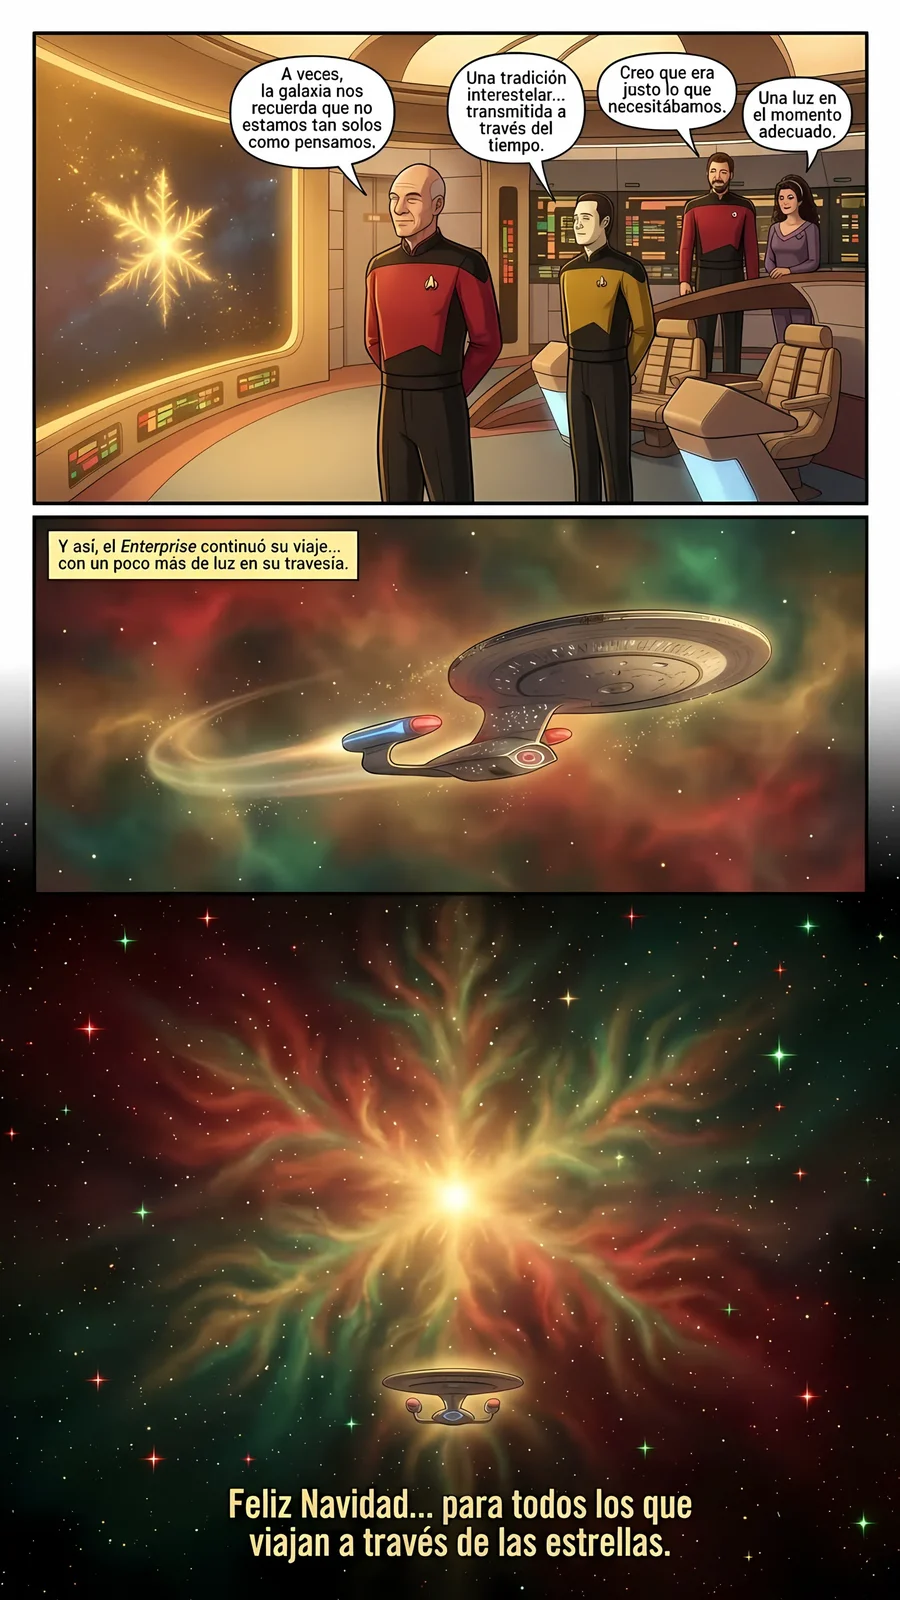 A veces,
la galaxia nos
recuerda que no
estamos tan solos
como pensamos.
Una tradición
interestelar...
transmitida a
través del
tiempo.
Creo que era
justo lo que
necesitábamos.
Una luz en
el momento
adecuado.
Y así, el Enterprise continuó su viaje...
con un poco más de luz en su travesía.
Feliz Navidad... para todos los que
viajan a través de las estrellas.